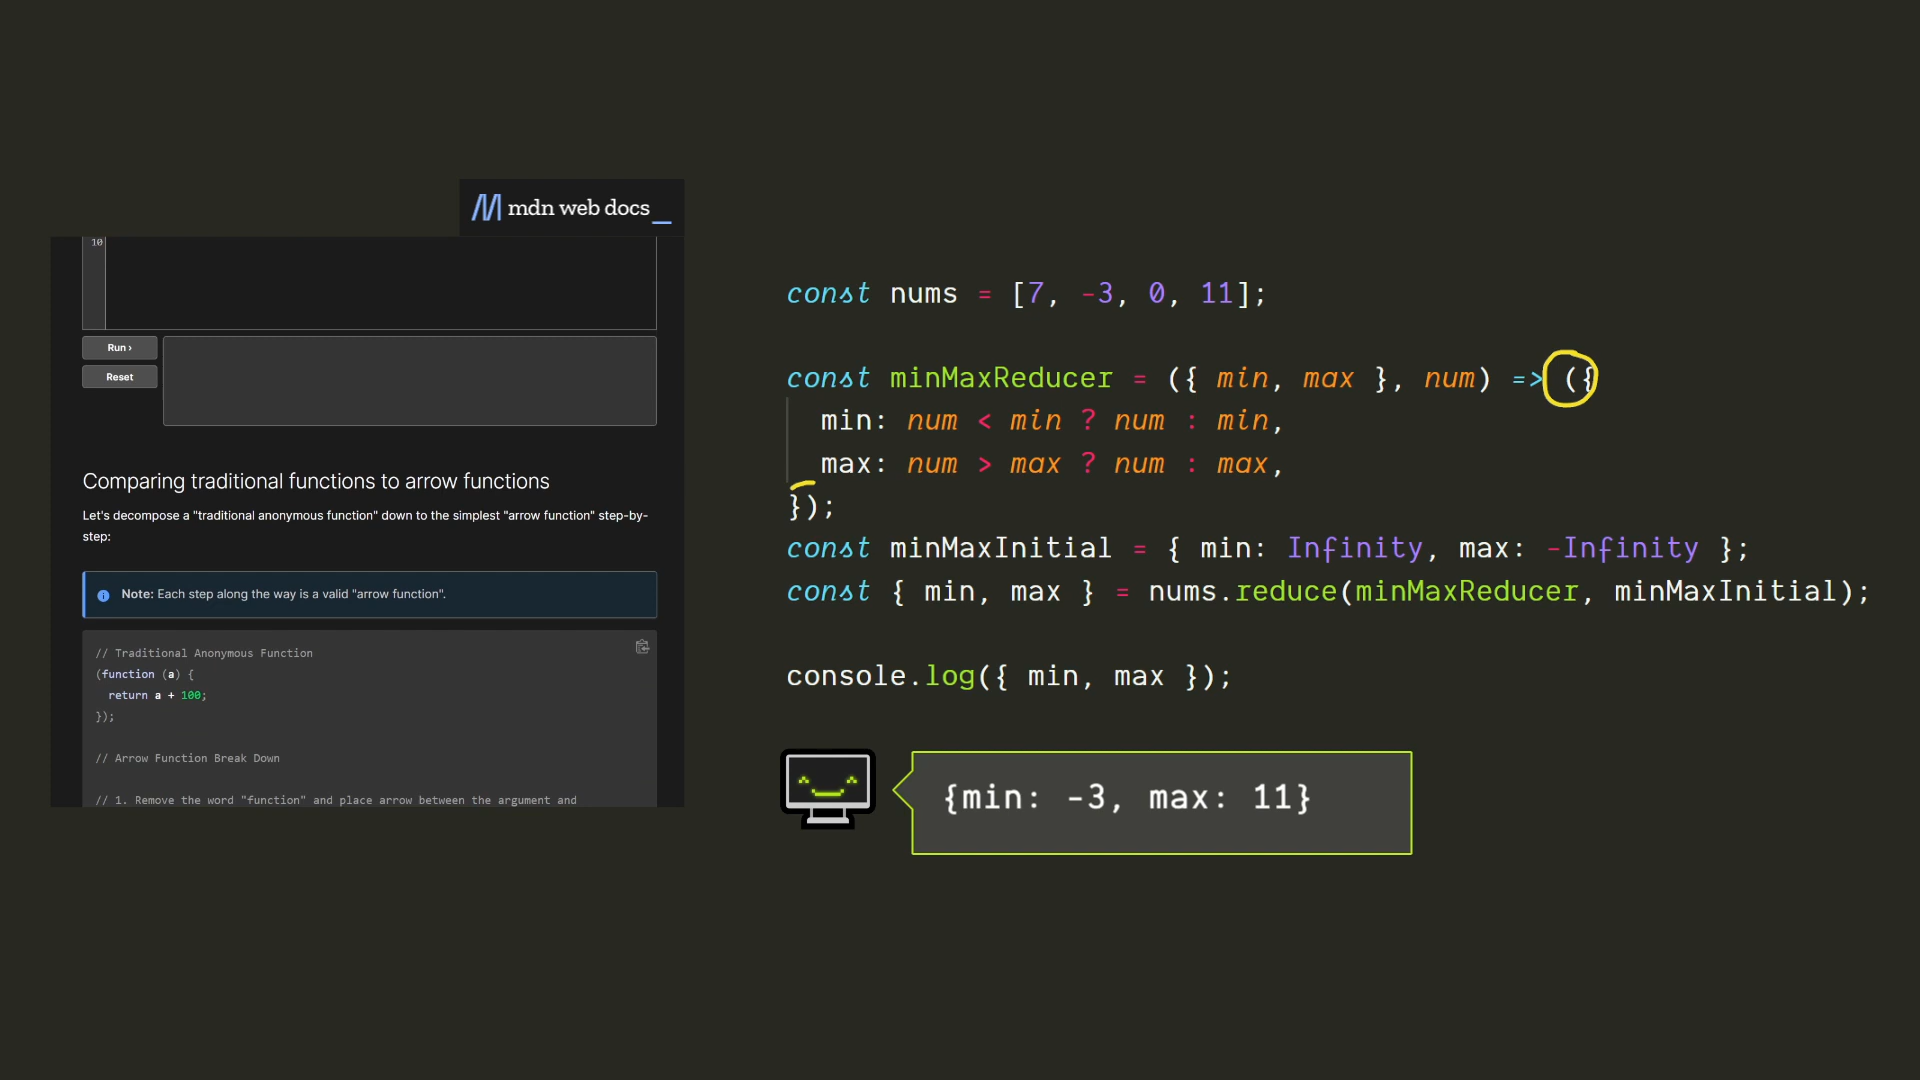 mdn web docs_
10
Run ›
Reset
Comparing traditional functions to arrow functions
Let's decompose a "traditional anonymous function" down to the simplest "arrow function" step-by-
step:
Note: Each step along the way is a valid "arrow function".
// Traditional Anonymous Function
(function (a) {
  return a + 100;
});
// Arrow Function Break Down
// 1. Remove the word "function" and place arrow between the argument and
const nums = [7, -3, 0, 11];
const minMaxReducer = ({ min, max }, num) => ({
  min: num < min ? num : min,
  max: num > max ? num : max,
});
const minMaxInitial = { min: Infinity, max: -Infinity };
const { min, max } = nums.reduce(minMaxReducer, minMaxInitial);
console.log({ min, max });
{min: -3, max: 11}